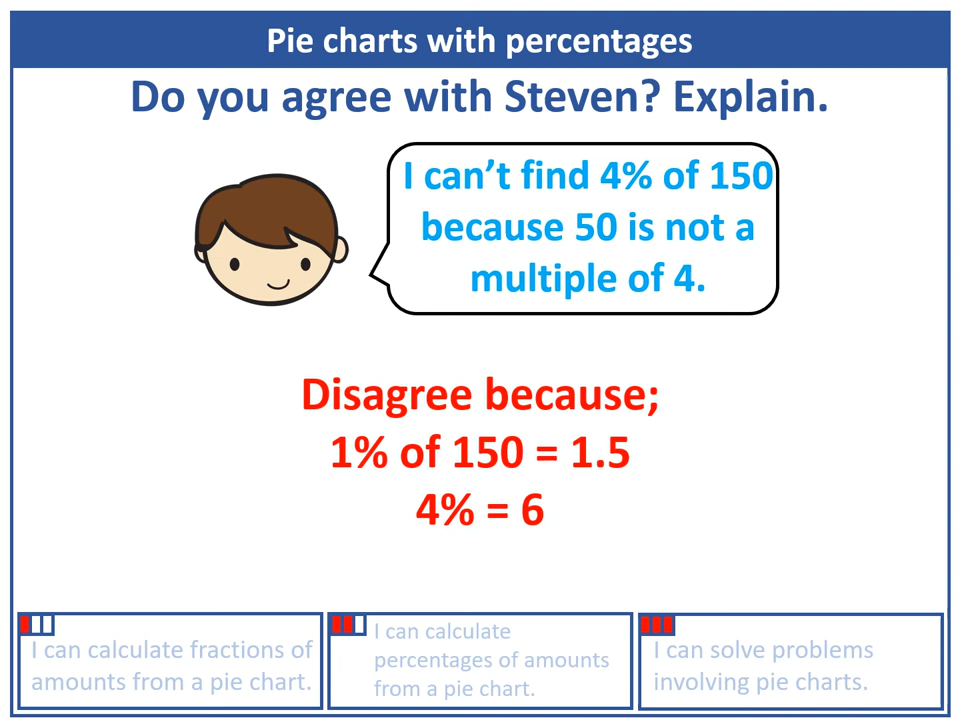 Pie charts with percentages
Do you agree with Steven? Explain.
I can’t find 4% of 150
because 50 is not a
multiple of 4.
Disagree because;
1% of 150 = 1.5
4% = 6
I can calculate fractions of
amounts from a pie chart.
I can calculate
percentages of amounts
from a pie chart.
I can solve problems
involving pie charts.